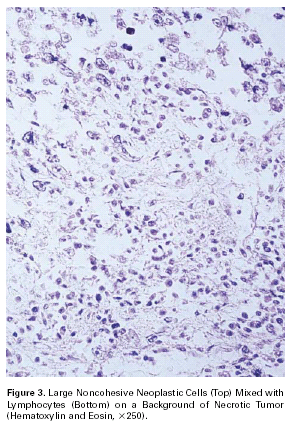 Figure 3. Large Noncohesive Neoplastic Cells (Top) Mixed with
Lymphocytes (Bottom) on a Background of Necrotic Tumor
(Hematoxylin and Eosin, ×250).